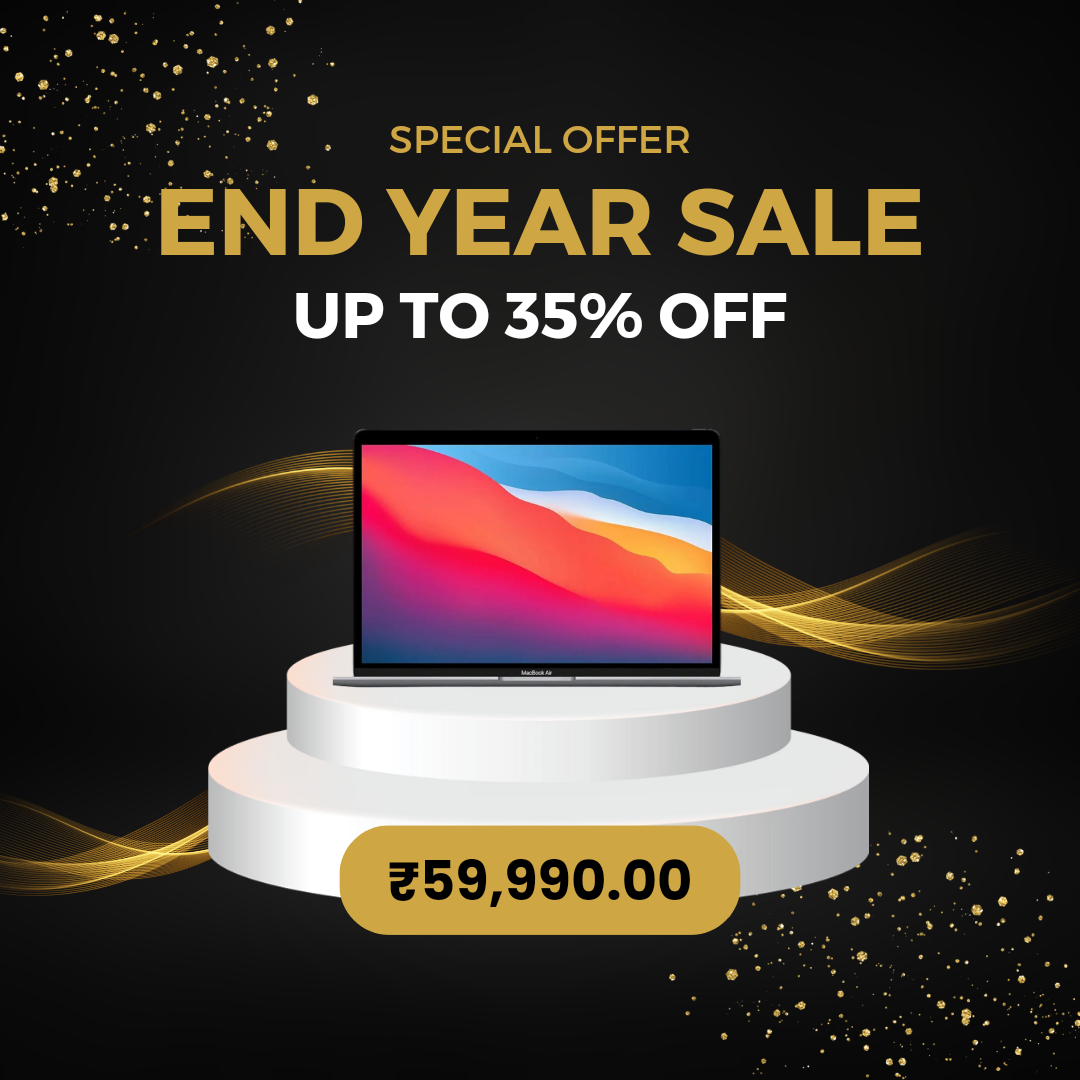 SPECIAL OFFER
END YEAR SALE
UP TO 35% OFF
MacBook Air
₹59,990.00